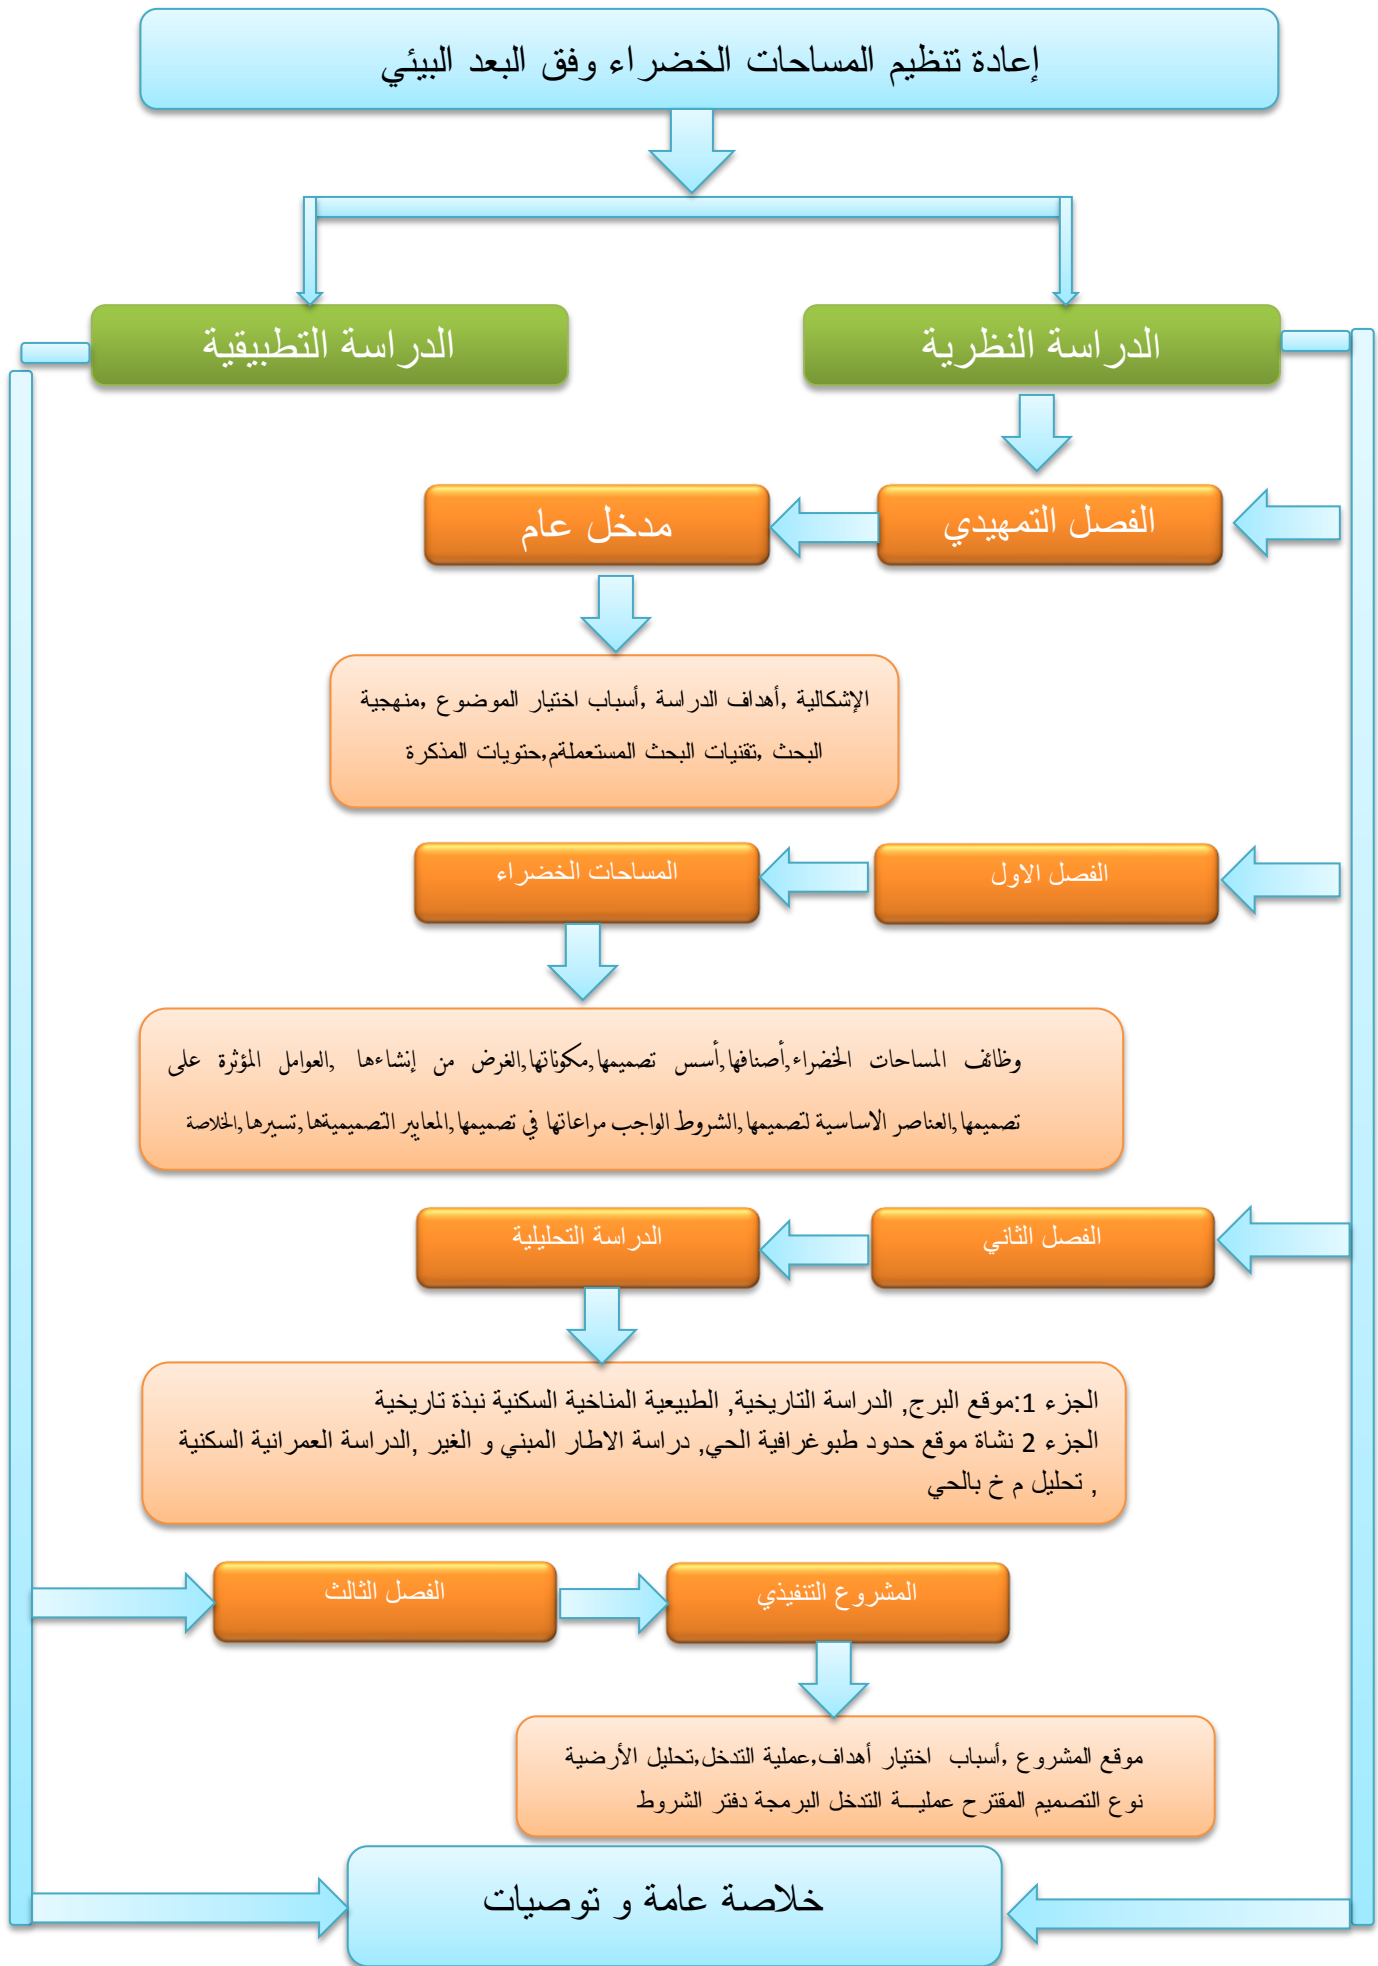 إعادة تنظيم المساحات الخضراء وفق البعد البيئي
الدراسة النظرية
الدراسة التطبيقية
الفصل التمهيدي
مدخل عام
الإشكالية ,أهداف الدراسة ,أسباب اختيار الموضوع ,منهجية
البحث ,تقنيات البحث المستعملةم,حتويات المذكرة
الفصل الاول
المساحات الخضراء
وظائف المساحات الخضراء,أصنافها,أسس تصميمها,مكوناتها,الغرض من إنشاءها ,العوامل المؤثرة على
تصميمها,العناصر الاساسية لتصميمها,الشروط الواجب مراعاتها في تصميمها,المعايير التصميميةها,تسيرها,الخلاصة
الفصل الثاني
الدراسة التحليلية
الجزء 1:موقع البرج, الدراسة التاريخية, الطبيعية المناخية السكنية نبذة تاريخية
الجزء 2 نشاة موقع حدود طبوغرافية الحي, دراسة الاطار المبني و الغير ,الدراسة العمرانية السكنية
, تحليل م خ بالحي
الفصل الثالث
المشروع التنفيذي
موقع المشروع ,أسباب اختيار أهداف,عملية التدخل,تحليل الأرضية
نوع التصميم المقترح عمليـــة التدخل البرمجة دفتر الشروط
خلاصة عامة و توصيات